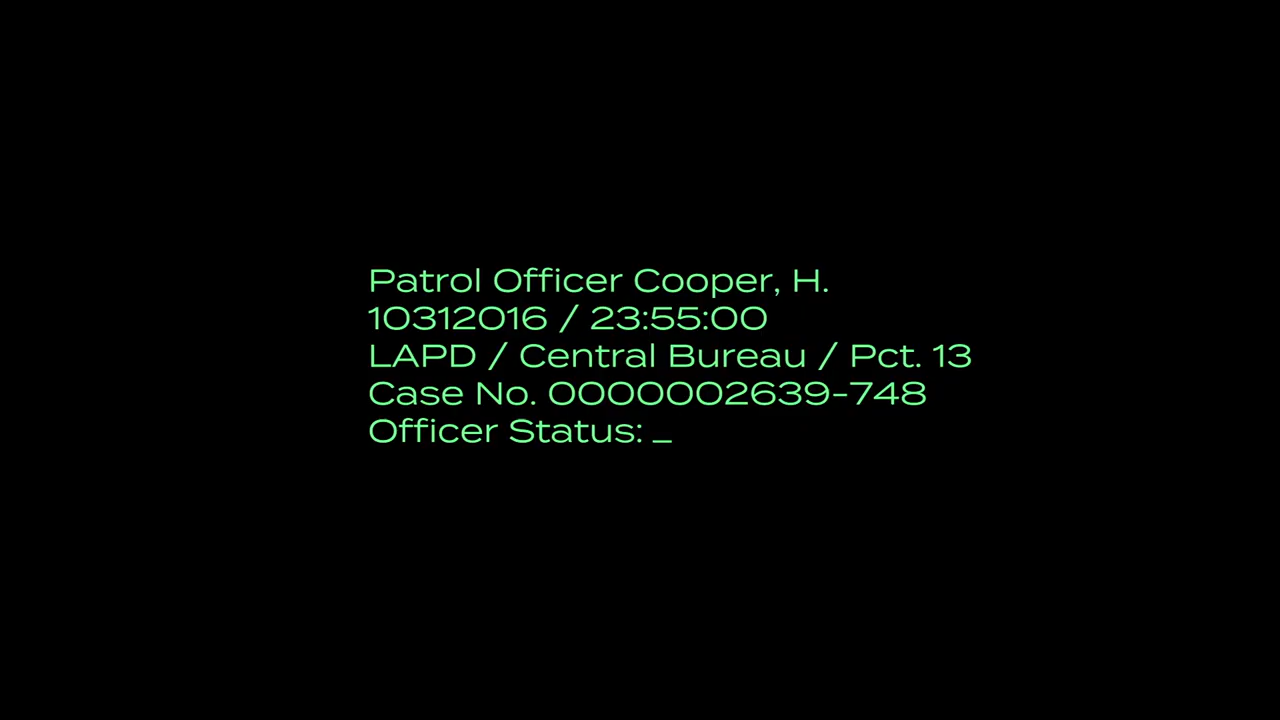 Patrol Officer Cooper, H.
10312016 / 23:55:00
LAPD / Central Bureau / Pct. 13
Case No. 0000002639-748
Officer Status: _